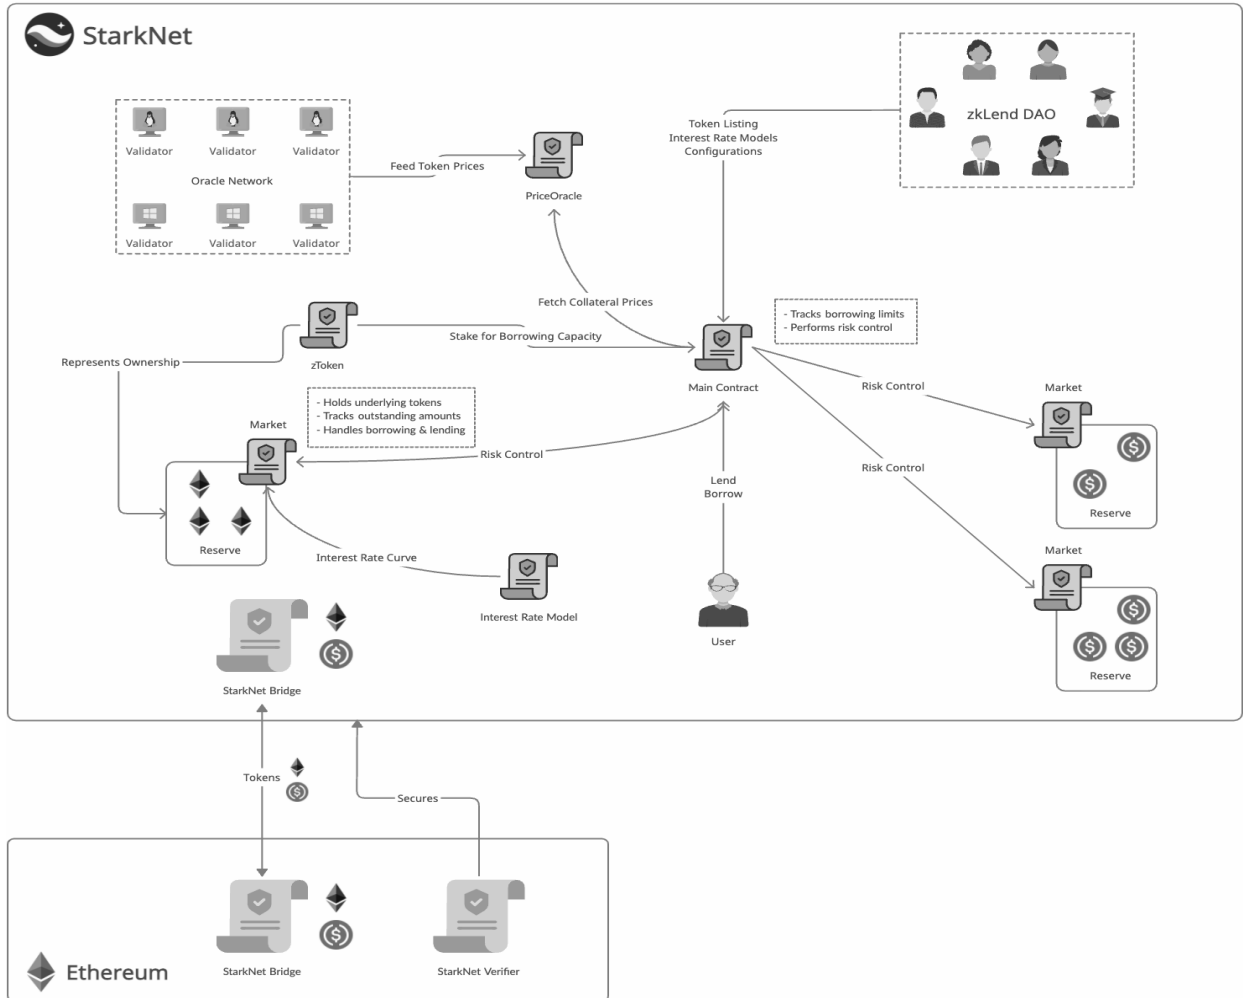 StarkNet
zkLend DAO
Token Listing
Interest Rate Models
Configurations
Validator
Validator
Validator
Oracle Network
Validator
Validator
Validator
Feed Token Prices
PriceOracle
Fetch Collateral Prices
- Tracks borrowing limits
- Performs risk control
Stake for Borrowing Capacity
Represents Ownership
zToken
Main Contract
Risk Control
Market
- Holds underlying tokens
- Tracks outstanding amounts
- Handles borrowing & lending
Market
Risk Control
Risk Control
Lend
Borrow
Reserve
Reserve
Market
Interest Rate Curve
Interest Rate Model
User
Reserve
StarkNet Bridge
Tokens
Secures
StarkNet Bridge
StarkNet Verifier
Ethereum